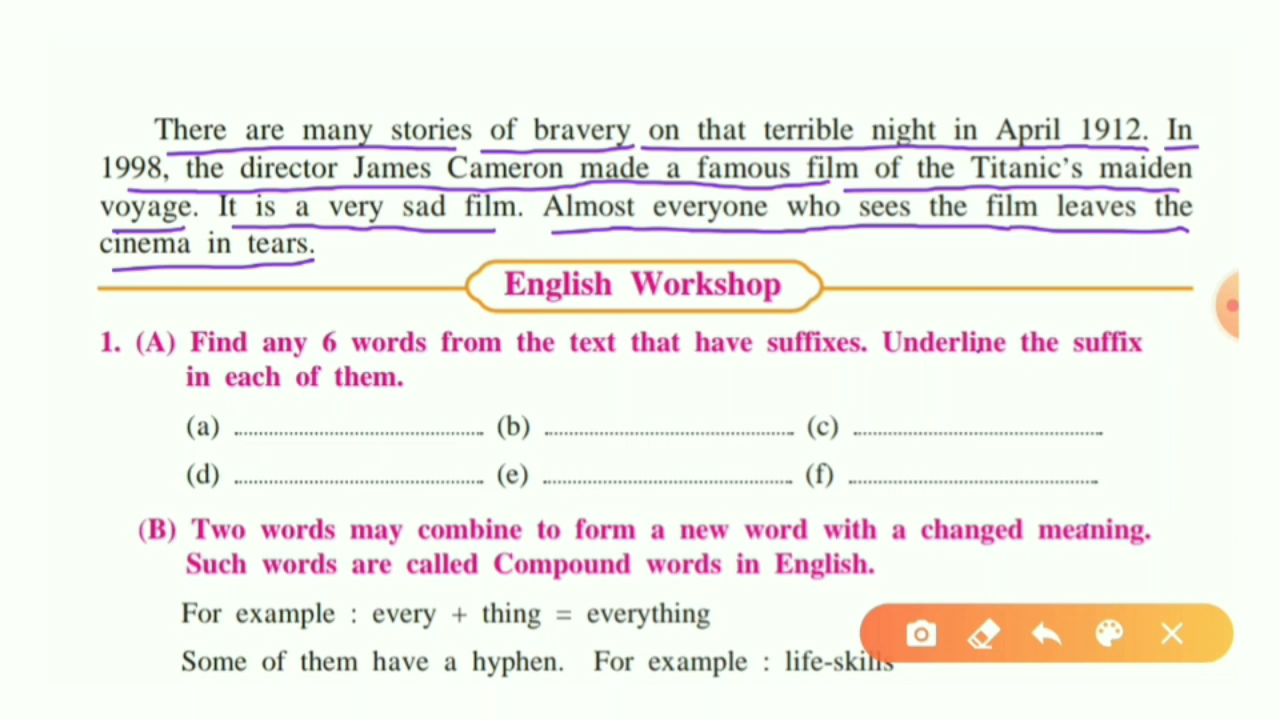 There are many stories of bravery on that terrible night in April 1912. In
1998, the director James Cameron made a famous film of the Titanic's maiden
voyage. It is a very sad film. Almost everyone who sees the film leaves the
cinema in tears.
English Workshop
1. (A) Find any 6 words from the text that have suffixes. Underline the suffix
in each of them.
(a) ........................................ (b) ........................................ (c) ........................................
(d) ........................................ (e) ........................................ (f) ........................................
(B) Two words may combine to form a new word with a changed meaning.
Such words are called Compound words in English.
For example : every + thing = everything
Some of them have a hyphen. For example : life-skills